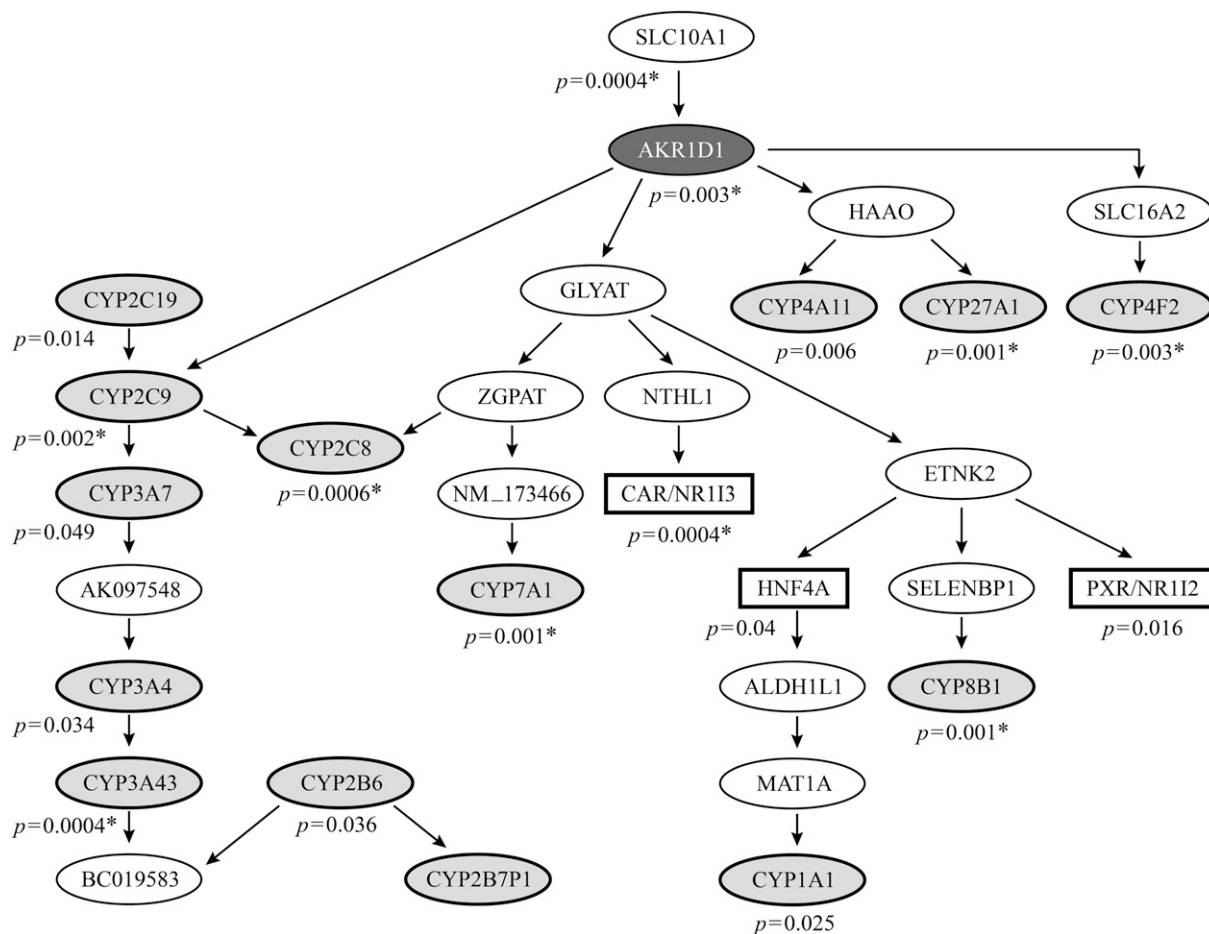 SLC10A1
p=0.0004*
AKR1D1
p=0.003*
HAAO
SLC16A2
GLYAT
CYP2C19
CYP4A11
CYP27A1
CYP4F2
p=0.014
p=0.006
p=0.001*
p=0.003*
CYP2C9
ZGPAT
NTHL1
p=0.002*
CYP2C8
p=0.0006*
ETNK2
CYP3A7
NM_173466
CAR/NR1I3
p=0.049
p=0.0004*
AK097548
CYP7A1
HNF4A
SELENBP1
PXR/NR1I2
p=0.001*
p=0.04
p=0.016
CYP3A4
ALDH1L1
CYP8B1
p=0.034
p=0.001*
CYP3A43
CYP2B6
MAT1A
p=0.0004*
p=0.036
BC019583
CYP2B7P1
CYP1A1
p=0.025